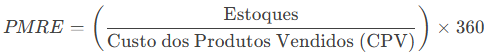 PMRE = ( Estoques / Custo dos Produtos Vendidos (CPV) ) × 360